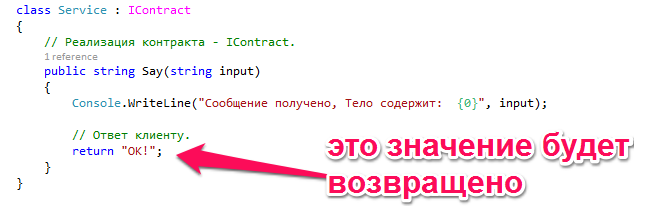 class Service : IContract
{
// Реализация контракта - IContract.
1 reference
public string Say(string input)
{
Console.WriteLine("Сообщение получено, Тело содержит:  {0}", input);
// Ответ клиенту.
return "OK!";
}
}
это значение будет
возвращено